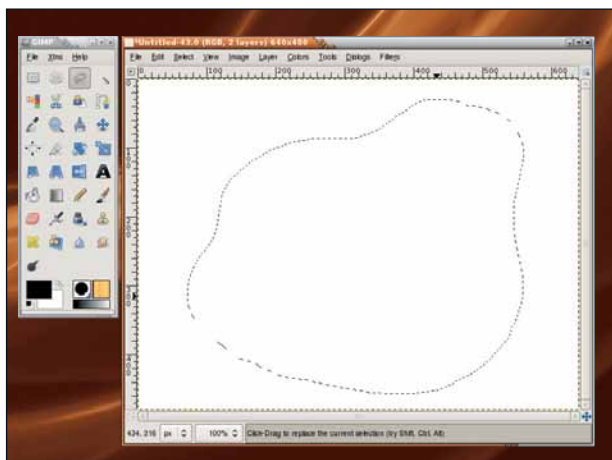 GIMP
File Xtns Help
*Untitled-43.0 (RGB, 2 layers) 640x480
File Edit Select View Image Layer Colors Tools Dialogs Filters
0 100 200 300 400 500 600
434, 316 px 100% Click-Drag to replace the current selection (try Shift, Ctrl, Alt)